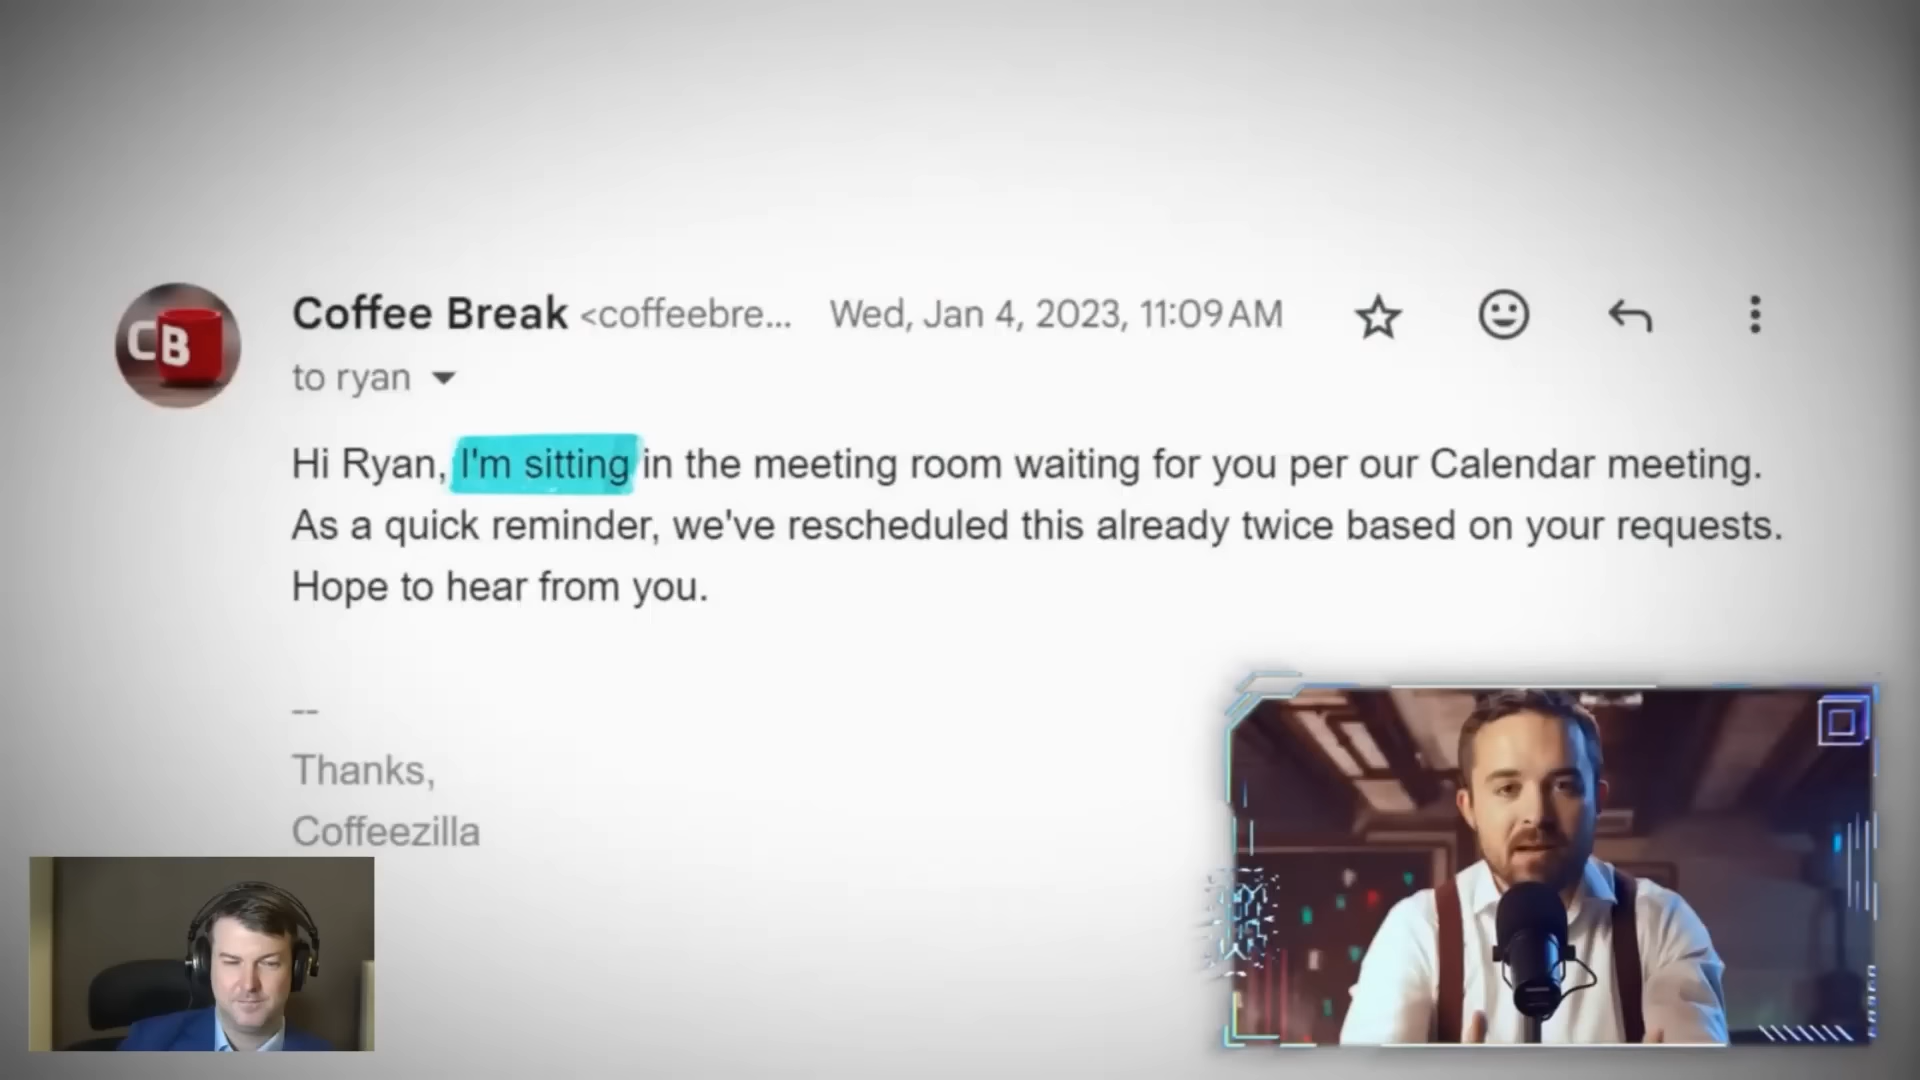 CB
Coffee Break <coffeebre... Wed, Jan 4, 2023, 11:09 AM
to ryan
Hi Ryan, I'm sitting in the meeting room waiting for you per our Calendar meeting.
As a quick reminder, we've rescheduled this already twice based on your requests.
Hope to hear from you.
--
Thanks,
Coffeezilla